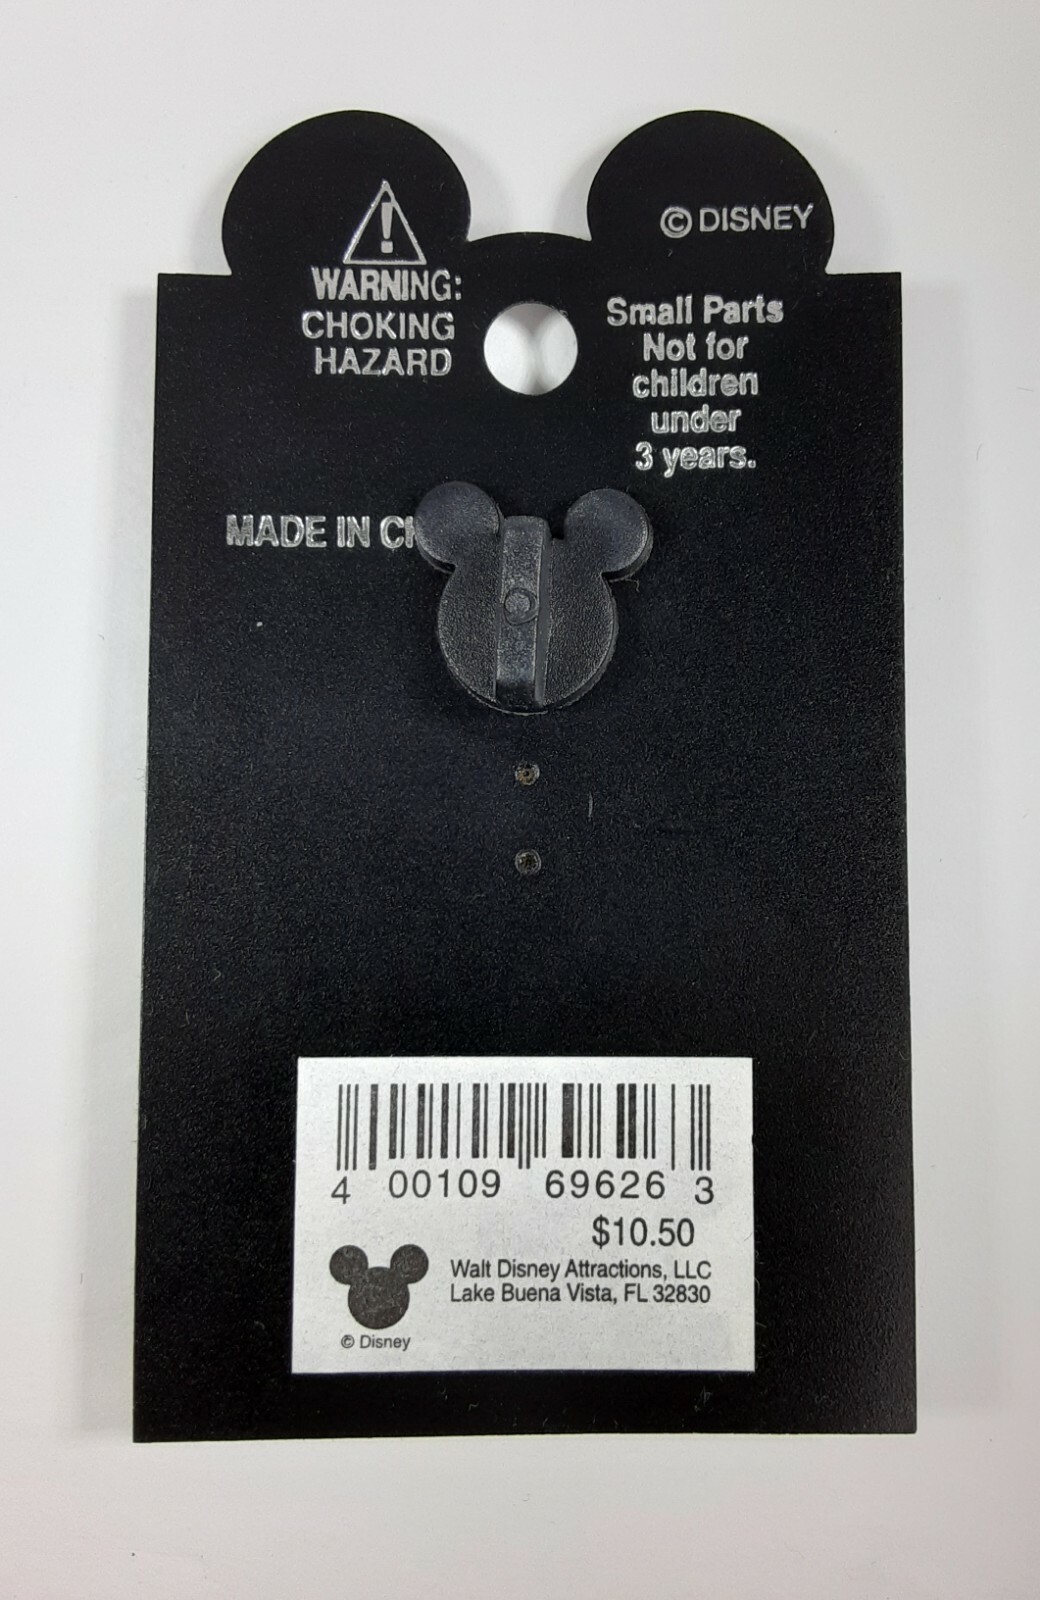 WARNING:
CHOKING
HAZARD
© DISNEY
Small Parts
Not for
children
under
3 years.
MADE IN
4 00109 69626 3
$10.50
Walt Disney Attractions, LLC
Lake Buena Vista, FL 32830
© Disney